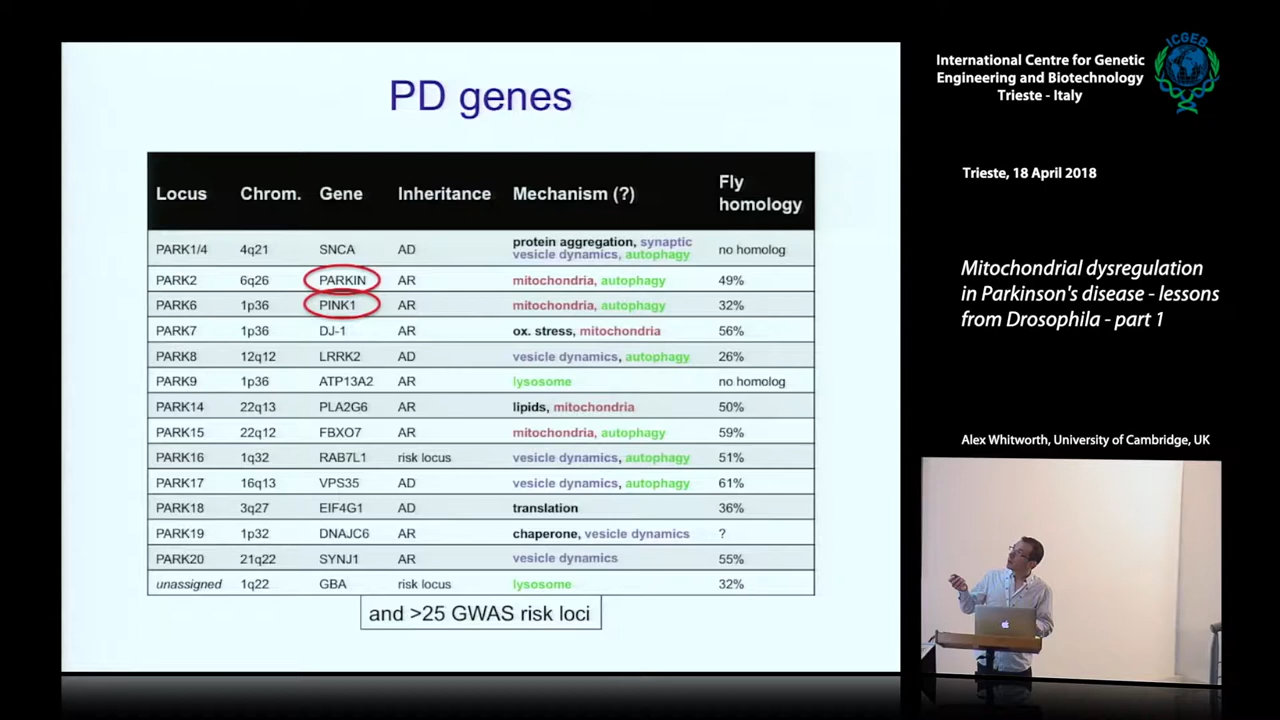 PD genes
Locus Chrom. Gene Inheritance Mechanism (?) Fly homology
PARK1/4 4q21 SNCA AD protein aggregation, synaptic vesicle dynamics, autophagy no homolog
PARK2 6q26 PARKIN AR mitochondria, autophagy 49%
PARK6 1p36 PINK1 AR mitochondria, autophagy 32%
PARK7 1p36 DJ-1 AR ox. stress, mitochondria 56%
PARK8 12q12 LRRK2 AD vesicle dynamics, autophagy 26%
PARK9 1p36 ATP13A2 AR lysosome no homolog
PARK14 22q13 PLA2G6 AR lipids, mitochondria 50%
PARK15 22q12 FBXO7 AR mitochondria, autophagy 59%
PARK16 1q32 RAB7L1 risk locus vesicle dynamics, autophagy 51%
PARK17 16q13 VPS35 AD vesicle dynamics, autophagy 61%
PARK18 3q27 EIF4G1 AD translation 36%
PARK19 1p32 DNAJC6 AR chaperone, vesicle dynamics ?
PARK20 21q22 SYNJ1 AR vesicle dynamics 55%
unassigned 1q22 GBA risk locus lysosome 32%
and >25 GWAS risk loci
International Centre for Genetic
Engineering and Biotechnology
Trieste - Italy
ICGEB
Trieste, 18 April 2018
Mitochondrial dysregulation
in Parkinson's disease - lessons
from Drosophila - part 1
Alex Whitworth, University of Cambridge, UK